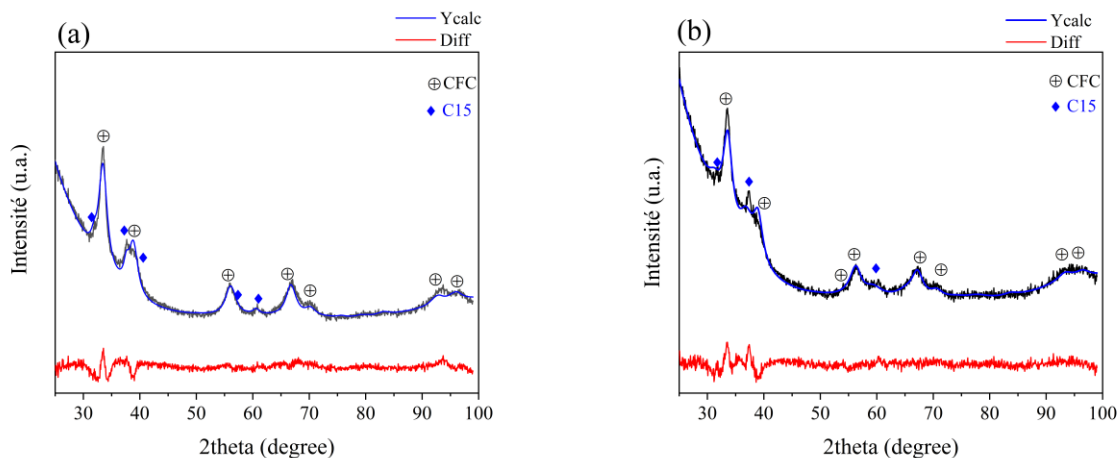 (a)
Ycalc
Diff
⊕ CFC
♦ C15
Intensité (u.a.)
30 40 50 60 70 80 90 100
2theta (degree)
(b)
Ycalc
Diff
⊕ CFC
♦ C15
Intensité (u.a.)
30 40 50 60 70 80 90 100
2theta (degree)